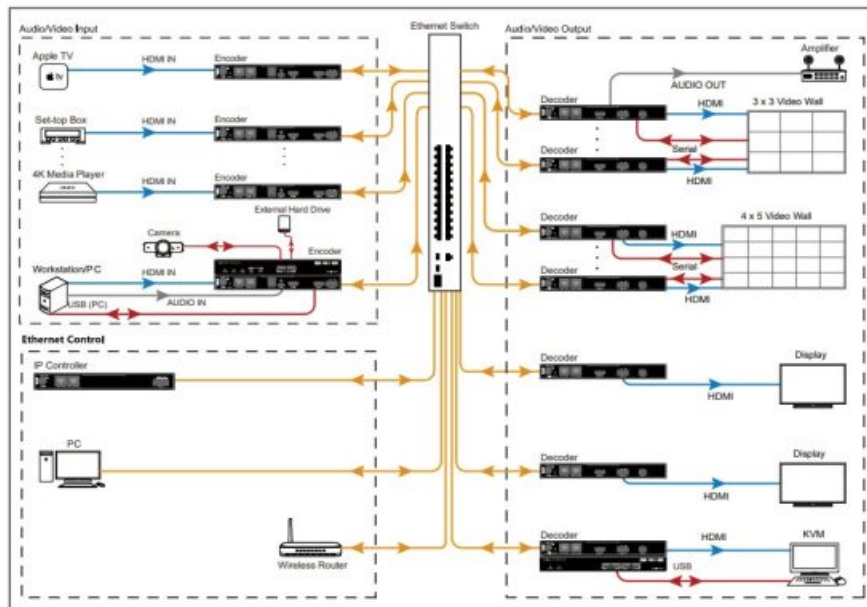 Ethernet Switch
Audio/Video Input
Apple TV
tv
HDMI IN
Encoder
Set-top Box
HDMI IN
Encoder
4K Media Player
HDMI IN
Encoder
External Hard Drive
Camera
Encoder
Workstation/PC
HDMI IN
AUDIO IN
USB (PC)
Ethernet Control
IP Controller
PC
Wireless Router
Audio/Video Output
Amplifier
AUDIO OUT
Decoder
HDMI
3 x 3 Video Wall
Decoder
Serial
HDMI
Decoder
HDMI
4 x 5 Video Wall
Decoder
Serial
HDMI
Decoder
Display
HDMI
Decoder
Display
HDMI
Decoder
HDMI
KVM
USB